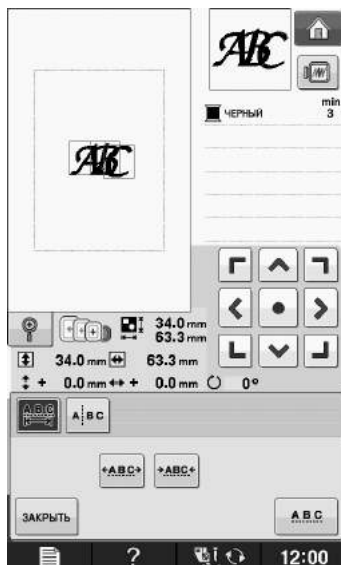 ABC
min
ЧЕРНЫЙ 3
ABC
34.0 mm
63.3 mm
34.0 mm 63.3 mm
+ 0.0 mm + 0.0 mm 0°
ABC A BC
ABC ABC
ЗАКРЫТЬ ABC
? 12:00